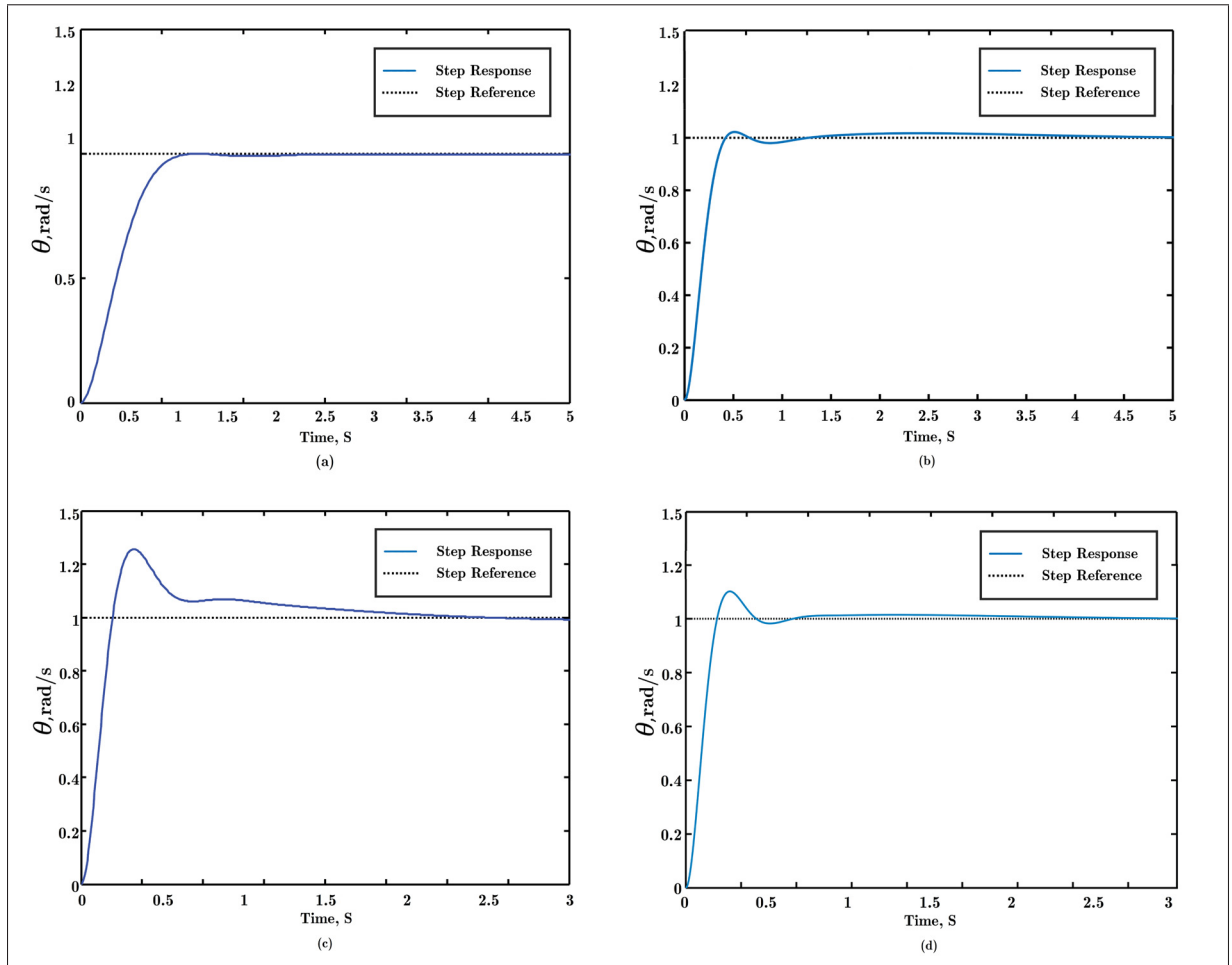 1.5
1.2
1
0.5
0
θ,rad/s
Step Response
Step Reference
0 0.5 1 1.5 2 2.5 3 3.5 4 4.5 5
Time, S
(a)
1.5
1.2
1
0.8
0.6
0.4
0.2
0
θ,rad/s
Step Response
Step Reference
0 0.5 1 1.5 2 2.5 3 3.5 4 4.5 5
Time, S
(b)
1.5
1.2
1
0.8
0.6
0.4
0.2
0
θ,rad/s
Step Response
Step Reference
0 0.5 1 1.5 2 2.5 3
Time, S
(c)
1.5
1.2
1
0.8
0.6
0.4
0.2
0
θ,rad/s
Step Response
Step Reference
0 0.5 1 1.5 2 2.5 3
Time, S
(d)